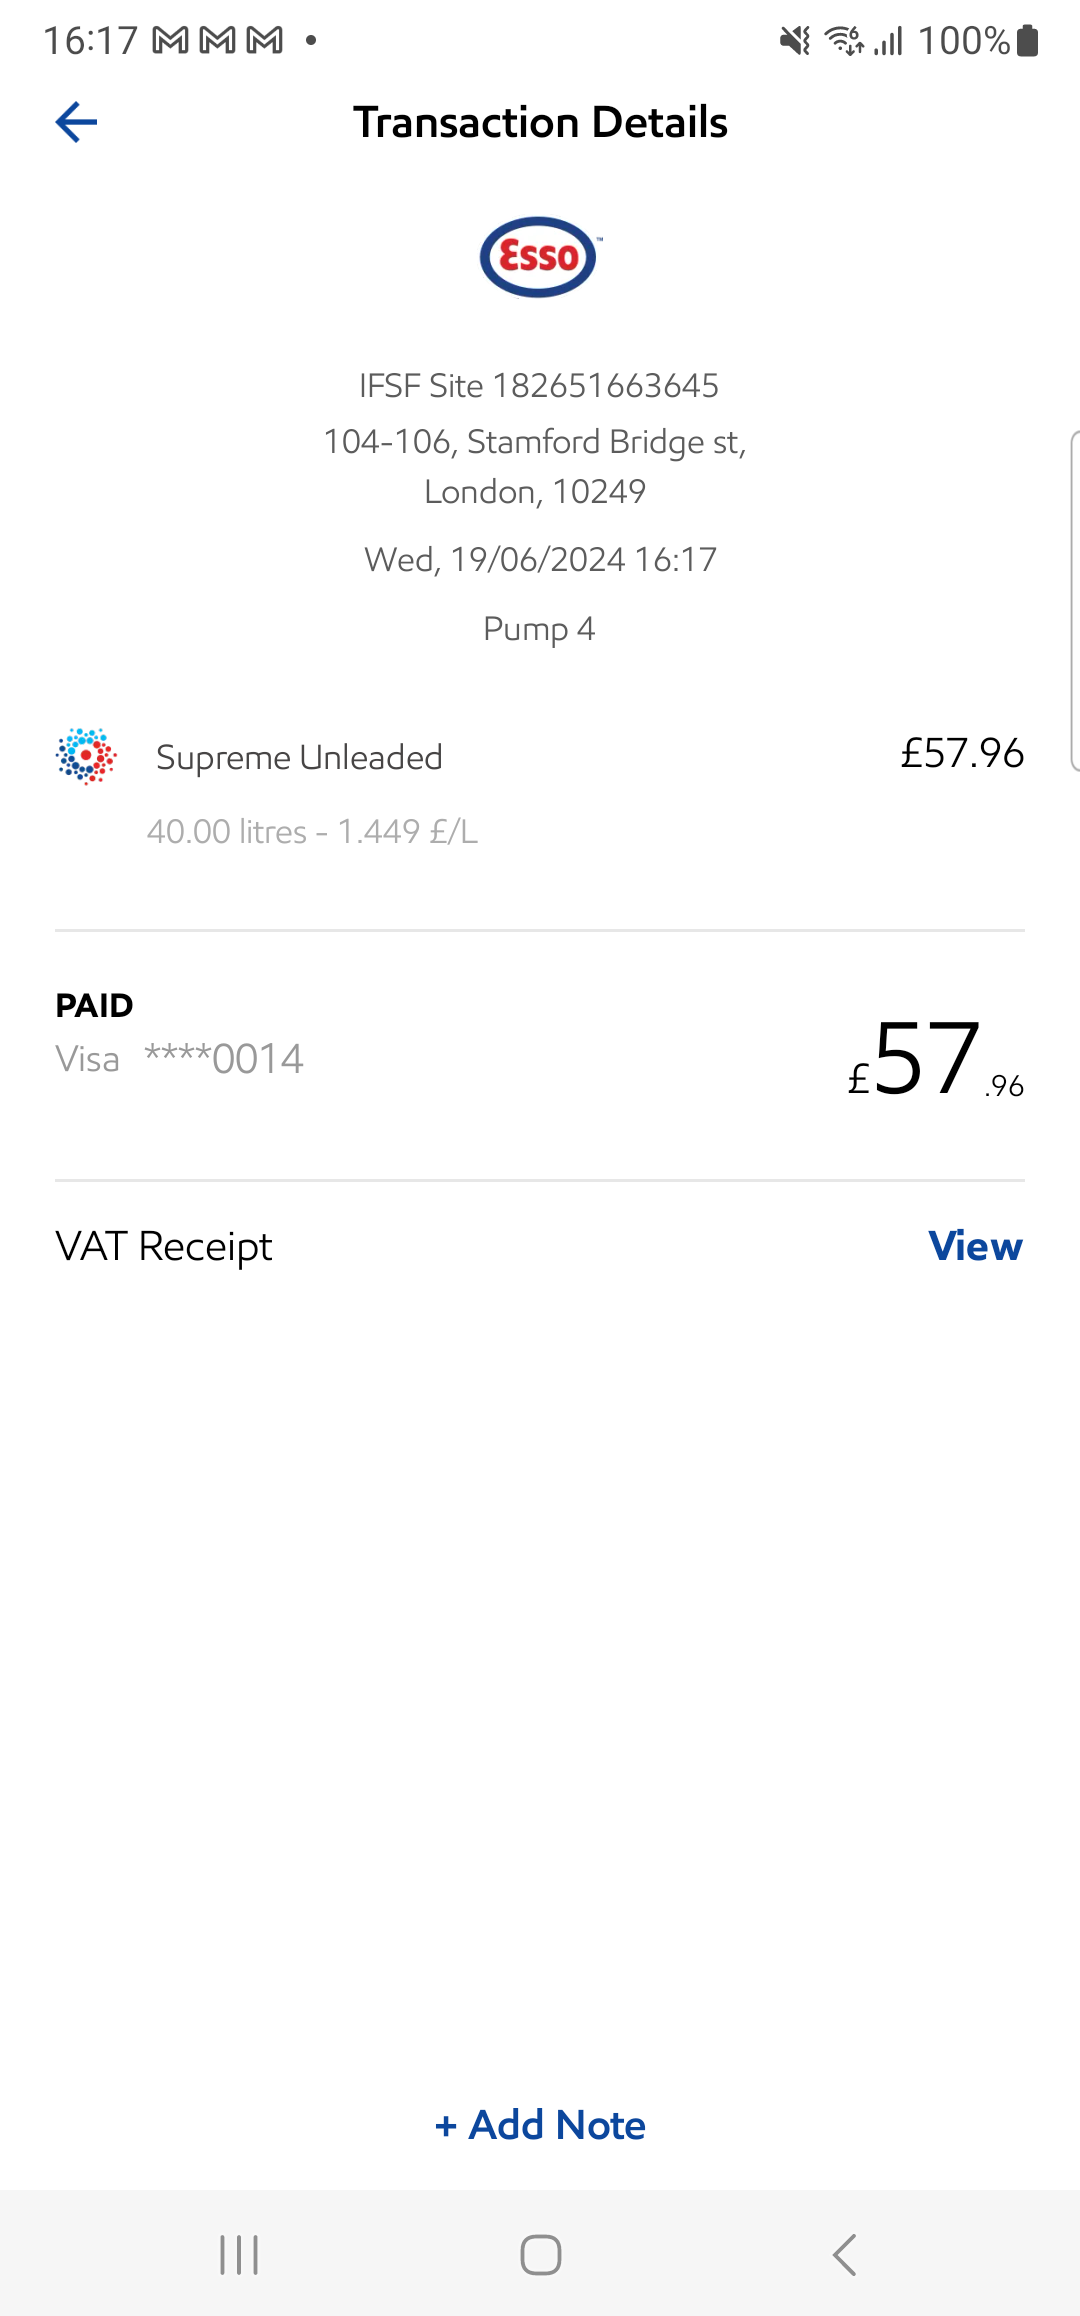 16:17 100%
Transaction Details
Esso ™
IFSF Site 182651663645
104-106, Stamford Bridge st,
London, 10249
Wed, 19/06/2024 16:17
Pump 4
Supreme Unleaded £57.96
40.00 litres - 1.449 £/L
PAID
Visa ****0014 £57.96
VAT Receipt View
+ Add Note